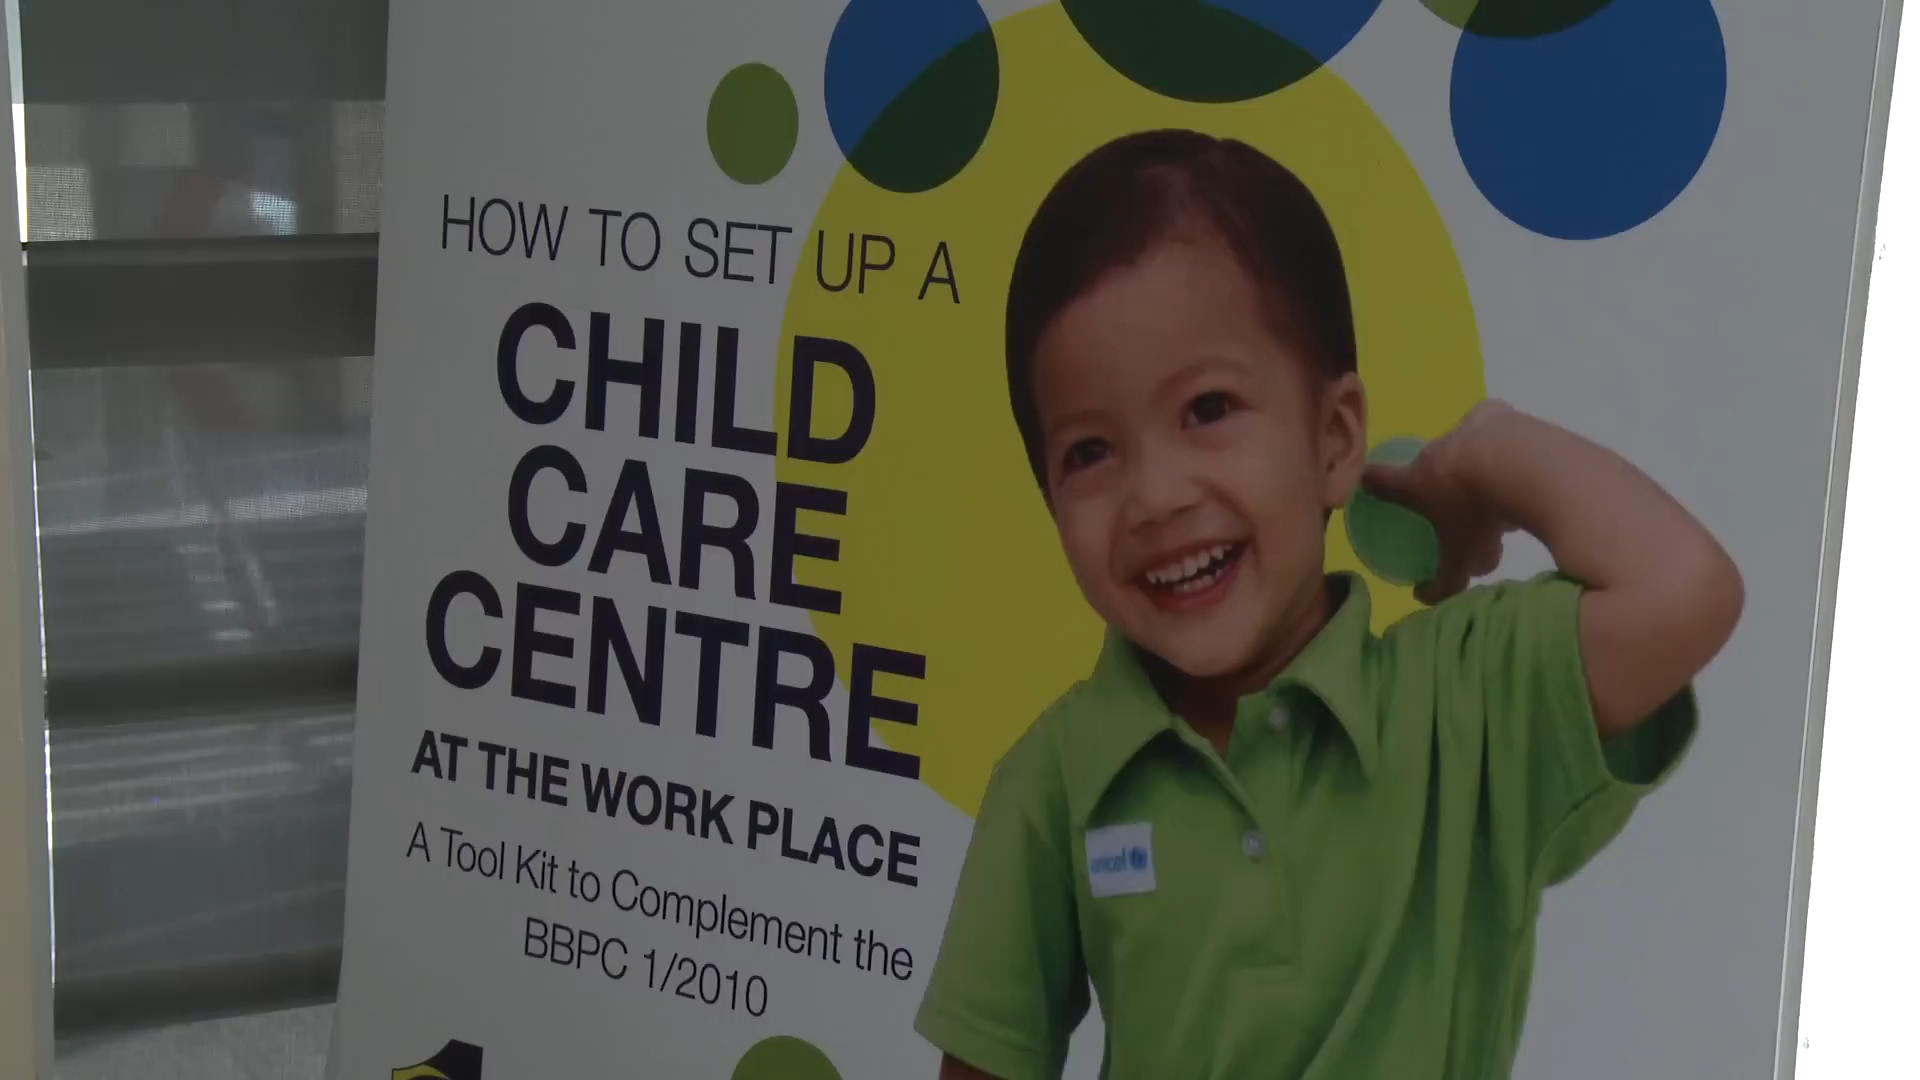 HOW TO SET UP A
CHILD
CARE
CENTRE
AT THE WORK PLACE
A Tool Kit to Complement the
BBPC 1/2010
unicef